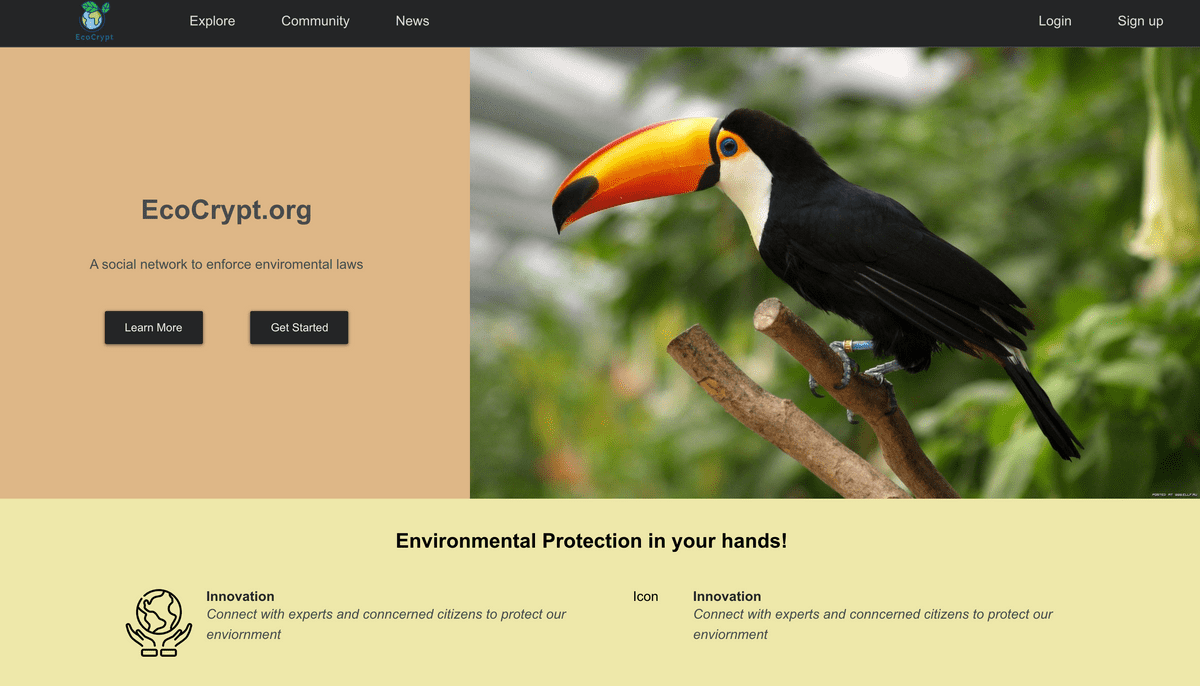 EcoCrypt
Explore
Community
News
Login
Sign up
EcoCrypt.org
A social network to enforce enviromental laws
Learn More
Get Started
Environmental Protection in your hands!
Innovation
Connect with experts and conncerned citizens to protect our
enviornment
Icon
Innovation
Connect with experts and conncerned citizens to protect our
enviornment